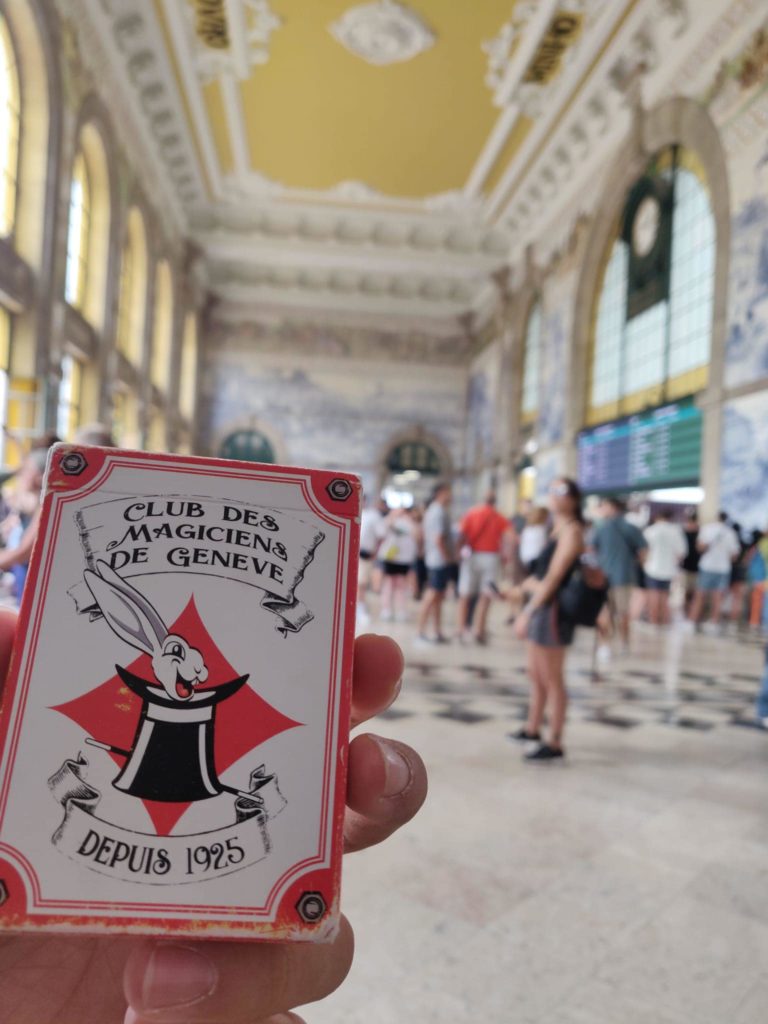 CLUB DES
MAGICIENS
DE GENEVE
DEPUIS 1925